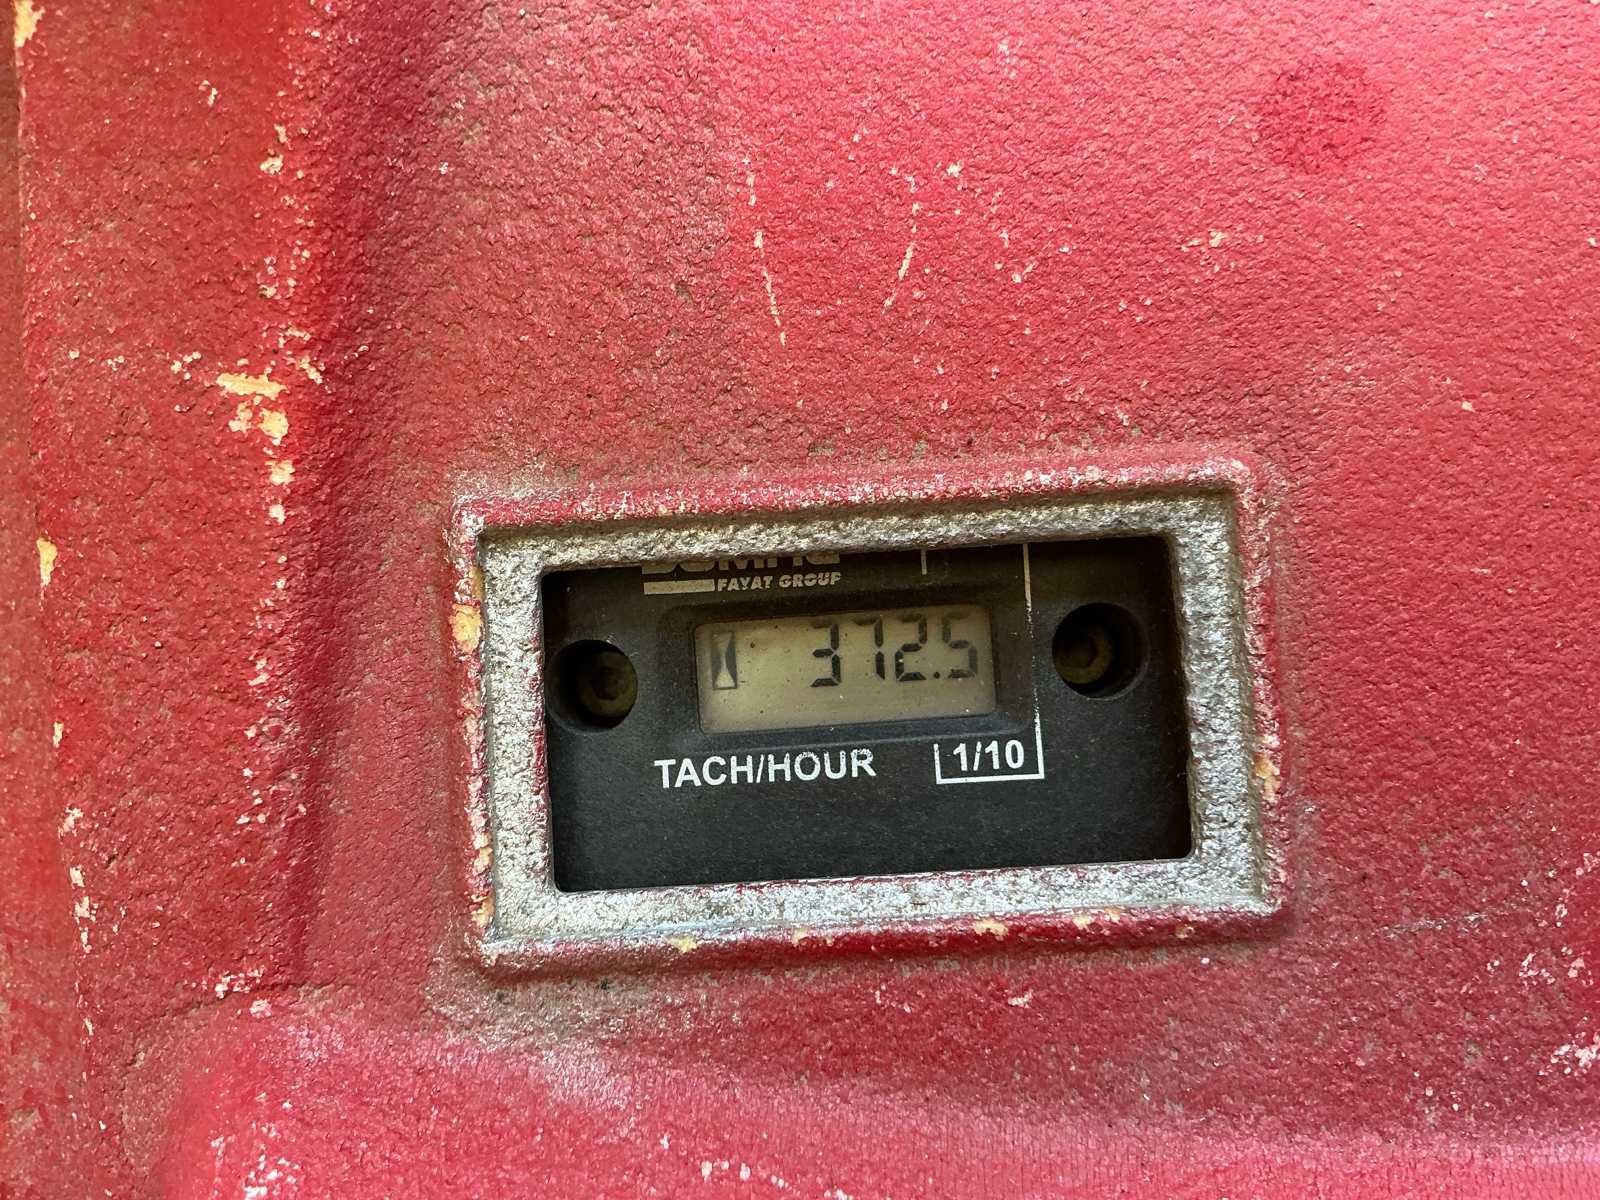 FAYAT GROUP
372.5
TACH/HOUR 1/10